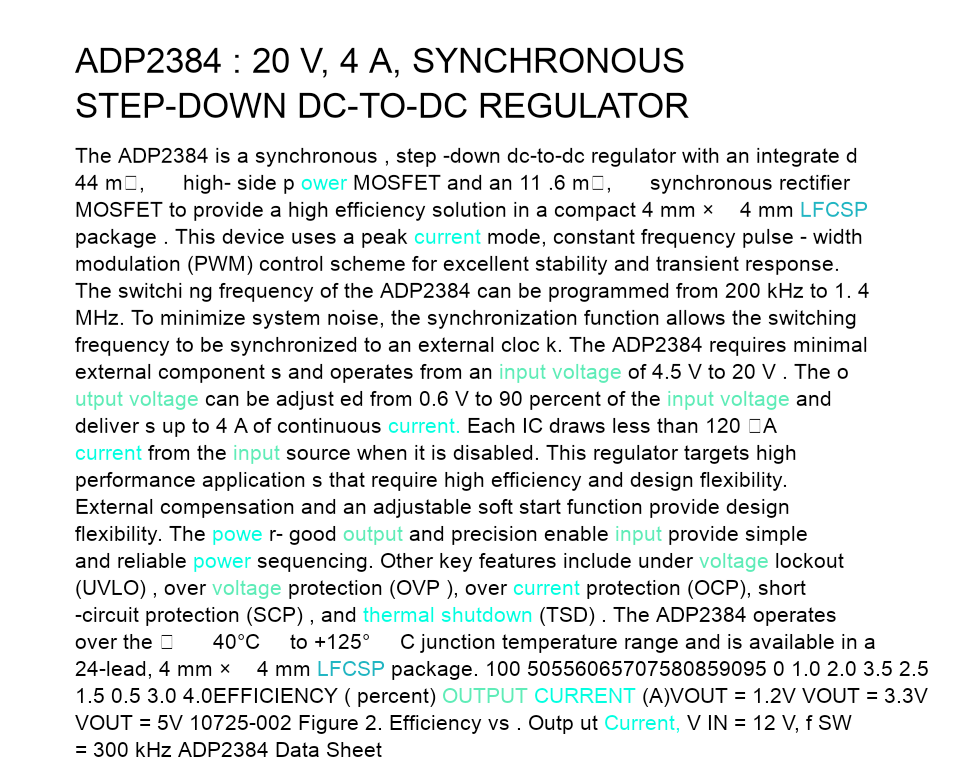 ADP2384 : 20 V, 4 A, SYNCHRONOUS
STEP-DOWN DC-TO-DC REGULATOR
The ADP2384 is a synchronous , step -down dc-to-dc regulator with an integrate d
44 m□, high- side p ower MOSFET and an 11 .6 m□, synchronous rectifier
MOSFET to provide a high efficiency solution in a compact 4 mm × 4 mm LFCSP
package . This device uses a peak current mode, constant frequency pulse - width
modulation (PWM) control scheme for excellent stability and transient response.
The switchi ng frequency of the ADP2384 can be programmed from 200 kHz to 1. 4
MHz. To minimize system noise, the synchronization function allows the switching
frequency to be synchronized to an external cloc k. The ADP2384 requires minimal
external component s and operates from an input voltage of 4.5 V to 20 V . The o
utput voltage can be adjust ed from 0.6 V to 90 percent of the input voltage and
deliver s up to 4 A of continuous current. Each IC draws less than 120 □A
current from the input source when it is disabled. This regulator targets high
performance application s that require high efficiency and design flexibility.
External compensation and an adjustable soft start function provide design
flexibility. The powe r- good output and precision enable input provide simple
and reliable power sequencing. Other key features include under voltage lockout
(UVLO) , over voltage protection (OVP ), over current protection (OCP), short
-circuit protection (SCP) , and thermal shutdown (TSD) . The ADP2384 operates
over the □ 40°C to +125° C junction temperature range and is available in a
24-lead, 4 mm × 4 mm LFCSP package. 100 50556065707580859095 0 1.0 2.0 3.5 2.5
1.5 0.5 3.0 4.0EFFICIENCY ( percent) OUTPUT CURRENT (A)VOUT = 1.2V VOUT = 3.3V
VOUT = 5V 10725-002 Figure 2. Efficiency vs . Outp ut Current, V IN = 12 V, f SW
= 300 kHz ADP2384 Data Sheet